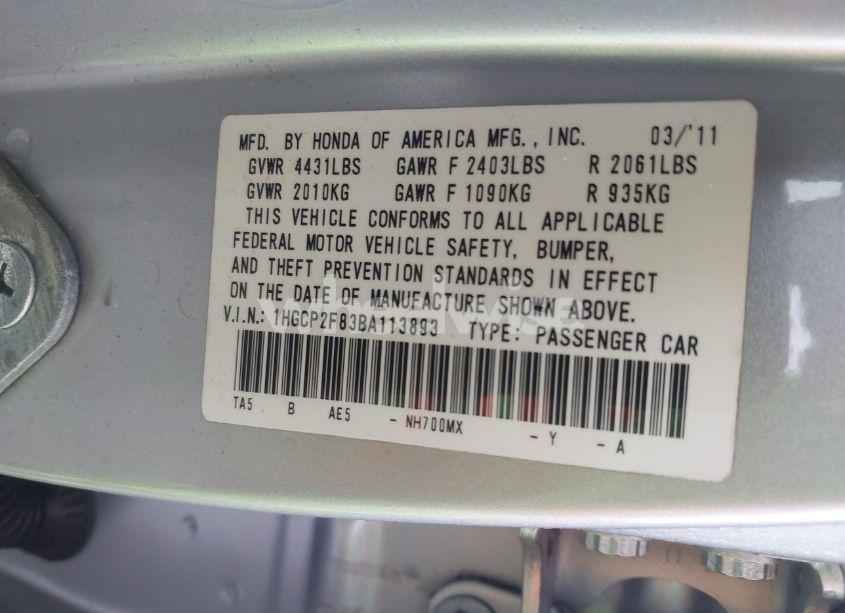 MFD. BY HONDA OF AMERICA MFG., INC. 03/'11
GVWR 4431LBS GAWR F 2403LBS R 2061LBS
GVWR 2010KG GAWR F 1090KG R 935KG
THIS VEHICLE CONFORMS TO ALL APPLICABLE
FEDERAL MOTOR VEHICLE SAFETY, BUMPER,
AND THEFT PREVENTION STANDARDS IN EFFECT
ON THE DATE OF MANUFACTURE SHOWN ABOVE.
V.I.N.: 1HGCP2F83BA113893 TYPE: PASSENGER CAR
TA5 B AE5 - NH700MX - Y - A